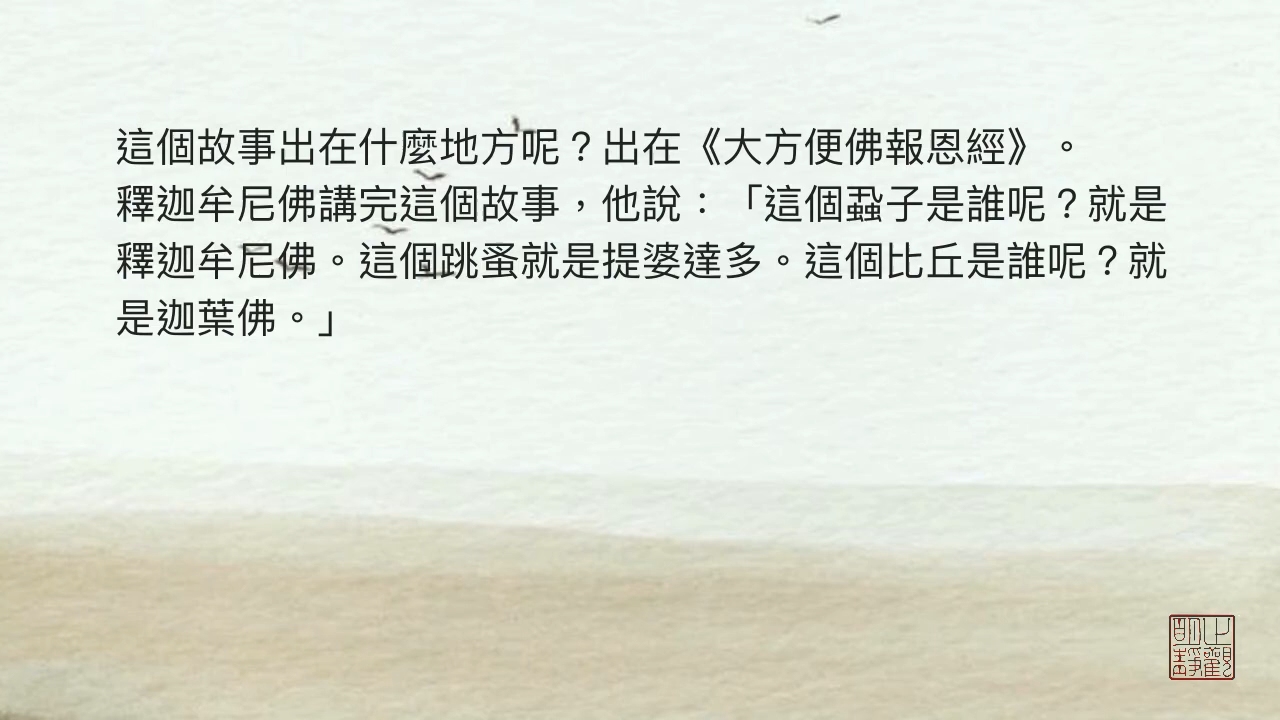 這個故事出在什麼地方呢？出在《大方便佛報恩經》。
釋迦牟尼佛講完這個故事，他說：「這個蝨子是誰呢？就是
釋迦牟尼佛。這個跳蚤就是提婆達多。這個比丘是誰呢？就
是迦葉佛。」